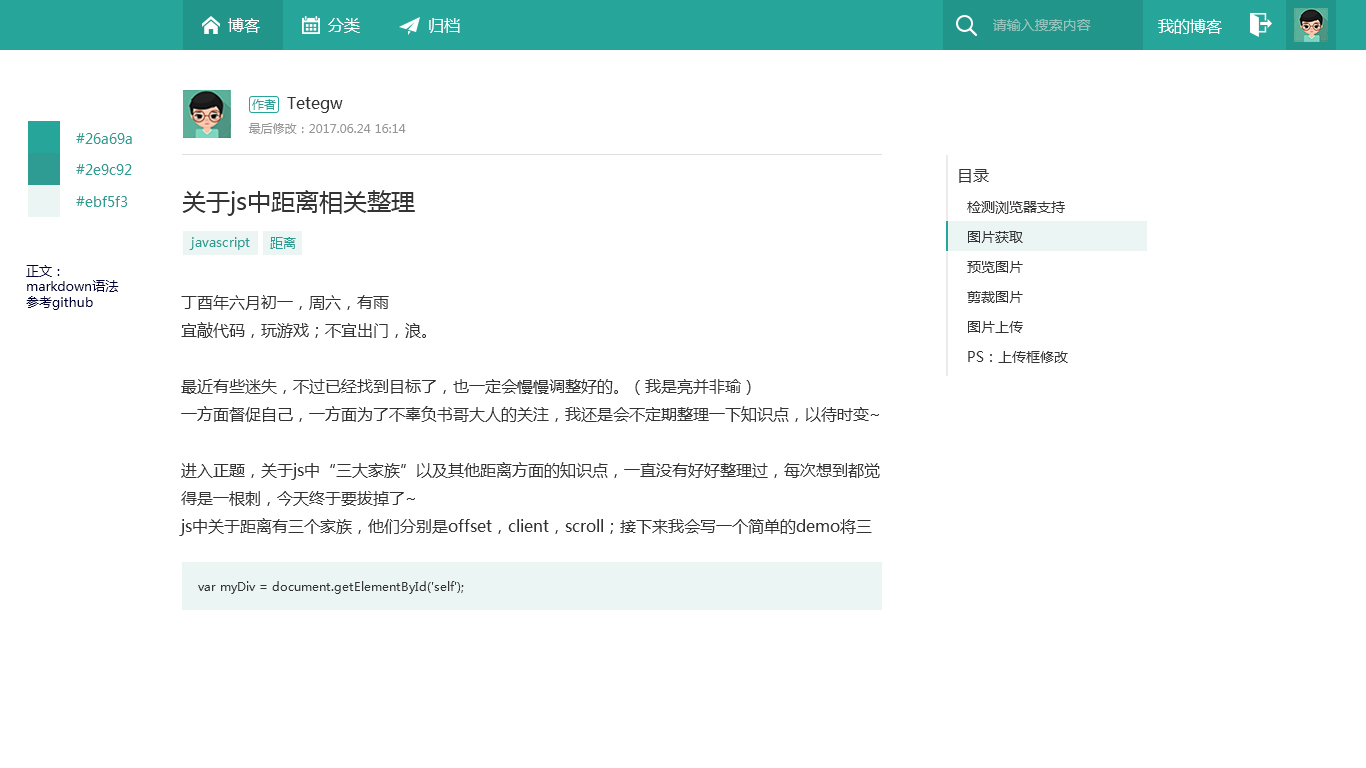 博客
分类
归档
请输入搜索内容
我的博客
#26a69a
#2e9c92
#ebf5f3
正文：
markdown语法
参考github
作者 Tetegw
最后修改：2017.06.24 16:14
关于js中距离相关整理
javascript
距离
丁酉年六月初一，周六，有雨
宜敲代码，玩游戏；不宜出门，浪。
最近有些迷失，不过已经找到目标了，也一定会慢慢调整好的。（我是亮并非瑜）
一方面督促自己，一方面为了不辜负书哥大人的关注，我还是会不定期整理一下知识点，以待时变~
进入正题，关于js中“三大家族”以及其他距离方面的知识点，一直没有好好整理过，每次想到都觉
得是一根刺，今天终于要拔掉了~
js中关于距离有三个家族，他们分别是offset，client，scroll；接下来我会写一个简单的demo将三
var myDiv = document.getElementById('self');
目录
检测浏览器支持
图片获取
预览图片
剪裁图片
图片上传
PS：上传框修改